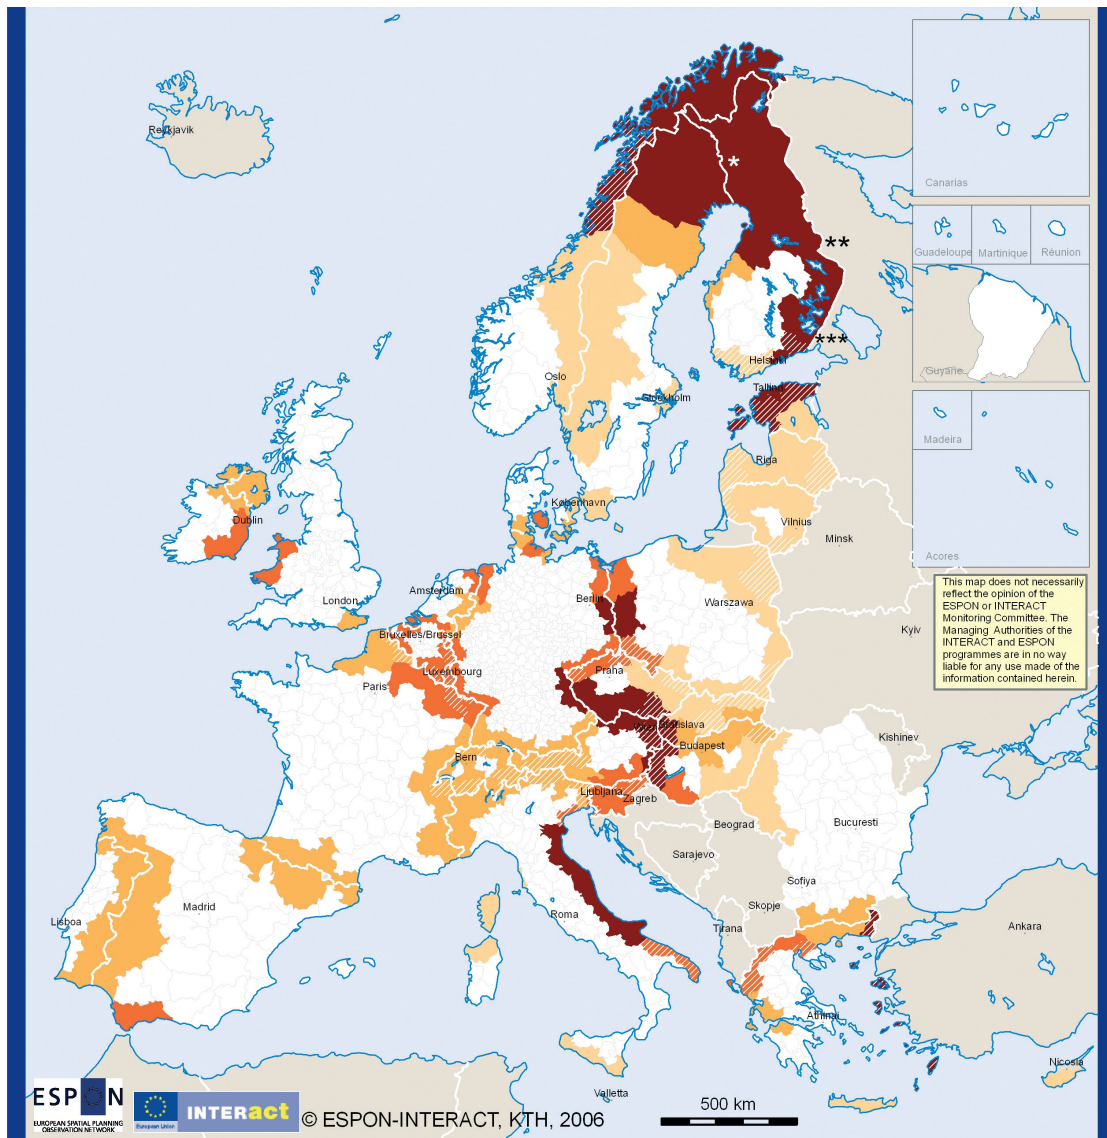 Reykjavik
Canarias
*
**
Guadeloupe
Martinique
Réunion
***
Helsinki
Guyane
Oslo
Tallinn
Stockholm
Madeira
Riga
København
Dublin
Vilnius
Minsk
Acores
This map does not necessarily
reflect the opinion of the
ESPON or INTERACT
Monitoring Committee. The
Managing Authorities of the
INTERACT and ESPON
programmes are in no way
liable for any use made of the
information contained herein.
Amsterdam
London
Berlin
Warszawa
Kyiv
Bruxelles/Brussel
Luxembourg
Praha
Paris
Wien
Bratislava
Kishinev
Budapest
Bern
Ljubljana
Zagreb
Beograd
Bucuresti
Sarajevo
Sofiya
Madrid
Skopje
Lisboa
Roma
Tirana
Ankara
Athinai
Nicosia
Valletta
ESPON
EUROPEAN SPATIAL PLANNING
OBSERVATION NETWORK
European Union
INTERact
© ESPON-INTERACT, KTH, 2006
500 km